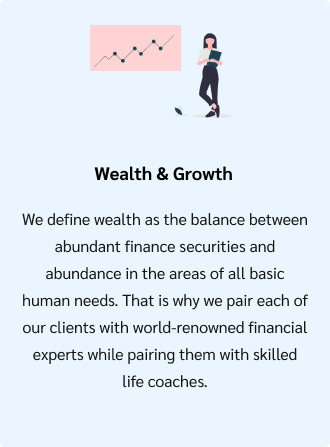 Wealth & Growth
We define wealth as the balance between
abundant finance securities and
abundance in the areas of all basic
human needs. That is why we pair each of
our clients with world-renowned financial
experts while pairing them with skilled
life coaches.